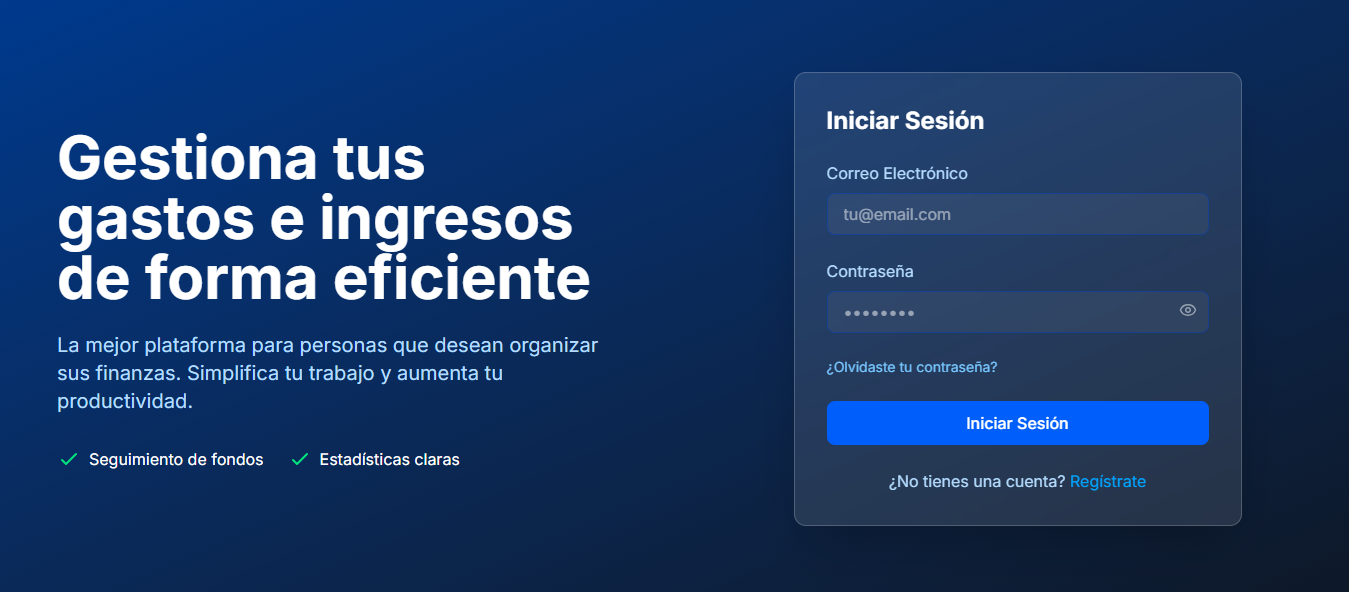 Gestiona tus
gastos e ingresos
de forma eficiente
La mejor plataforma para personas que desean organizar
sus finanzas. Simplifica tu trabajo y aumenta tu
productividad.
Seguimiento de fondos
Estadísticas claras
Iniciar Sesión
Correo Electrónico
tu@email.com
Contraseña
••••••••
¿Olvidaste tu contraseña?
Iniciar Sesión
¿No tienes una cuenta? Regístrate